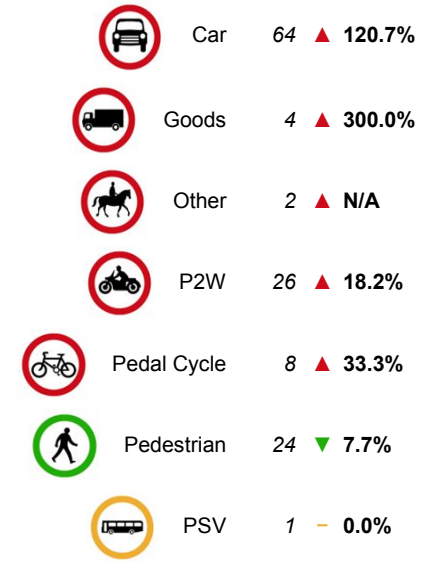 Car 64 ▲ 120.7%
Goods 4 ▲ 300.0%
Other 2 ▲ N/A
P2W 26 ▲ 18.2%
Pedal Cycle 8 ▲ 33.3%
Pedestrian 24 ▼ 7.7%
PSV 1 – 0.0%